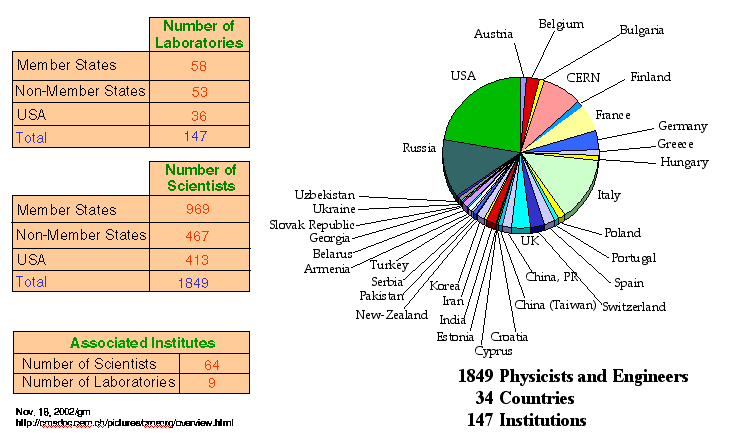 Number of
Laboratories
Member States 58
Non-Member States 53
USA 36
Total 147
Number of
Scientists
Member States 969
Non-Member States 467
USA 413
Total 1849
Associated Institutes
Number of Scientists 64
Number of Laboratories 9
Nov. 18, 2002/gm
Austria
Belgium
Bulgaria
USA
CERN
Finland
France
Germany
Greece
Hungary
Russia
Italy
Uzbekistan
Ukraine
Slovak Republic
Georgia
Belarus
Armenia
Turkey
Serbia
Pakistan
New-Zealand
Korea
Iran
India
Estonia
Cyprus
Croatia
China (Taiwan)
China, PR
UK
Switzerland
Spain
Portugal
Poland
1849 Physicists and Engineers
34 Countries
147 Institutions